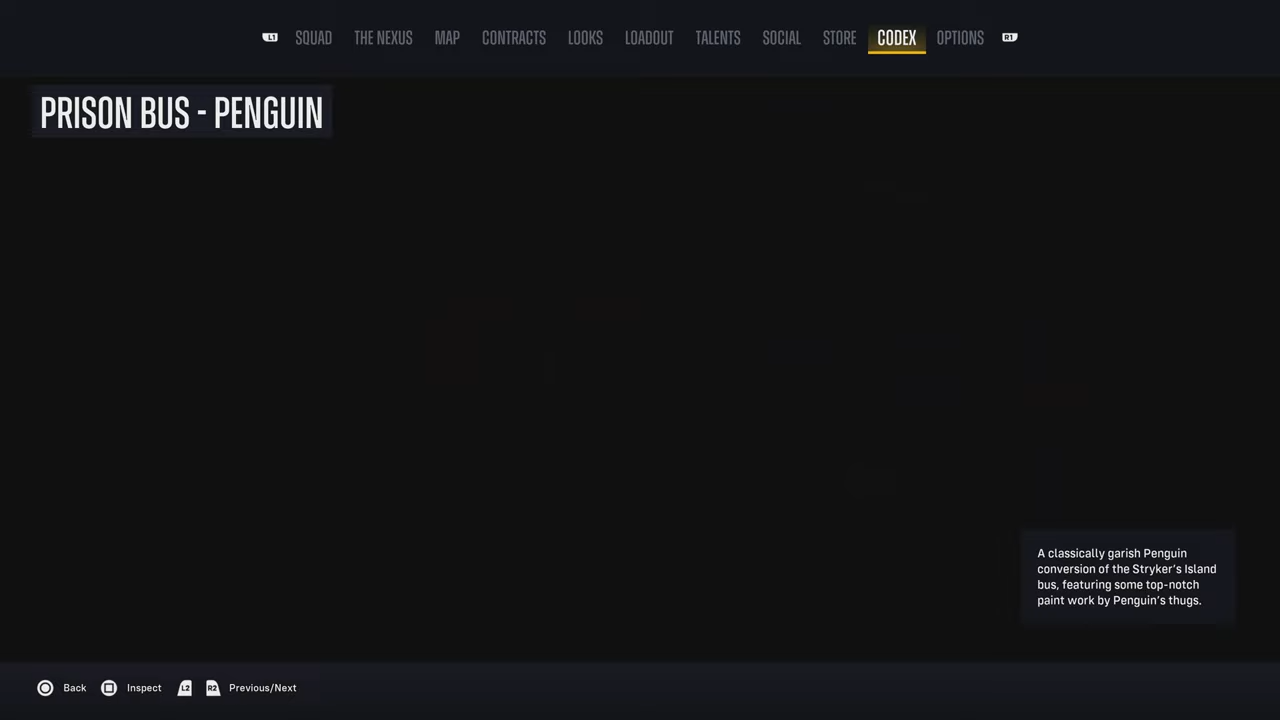 L1 SQUAD THE NEXUS MAP CONTRACTS LOOKS LOADOUT TALENTS SOCIAL STORE CODEX OPTIONS R1
PRISON BUS - PENGUIN
A classically garish Penguin
conversion of the Stryker's Island
bus, featuring some top-notch
paint work by Penguin's thugs.
Back Inspect L2 R2 Previous/Next